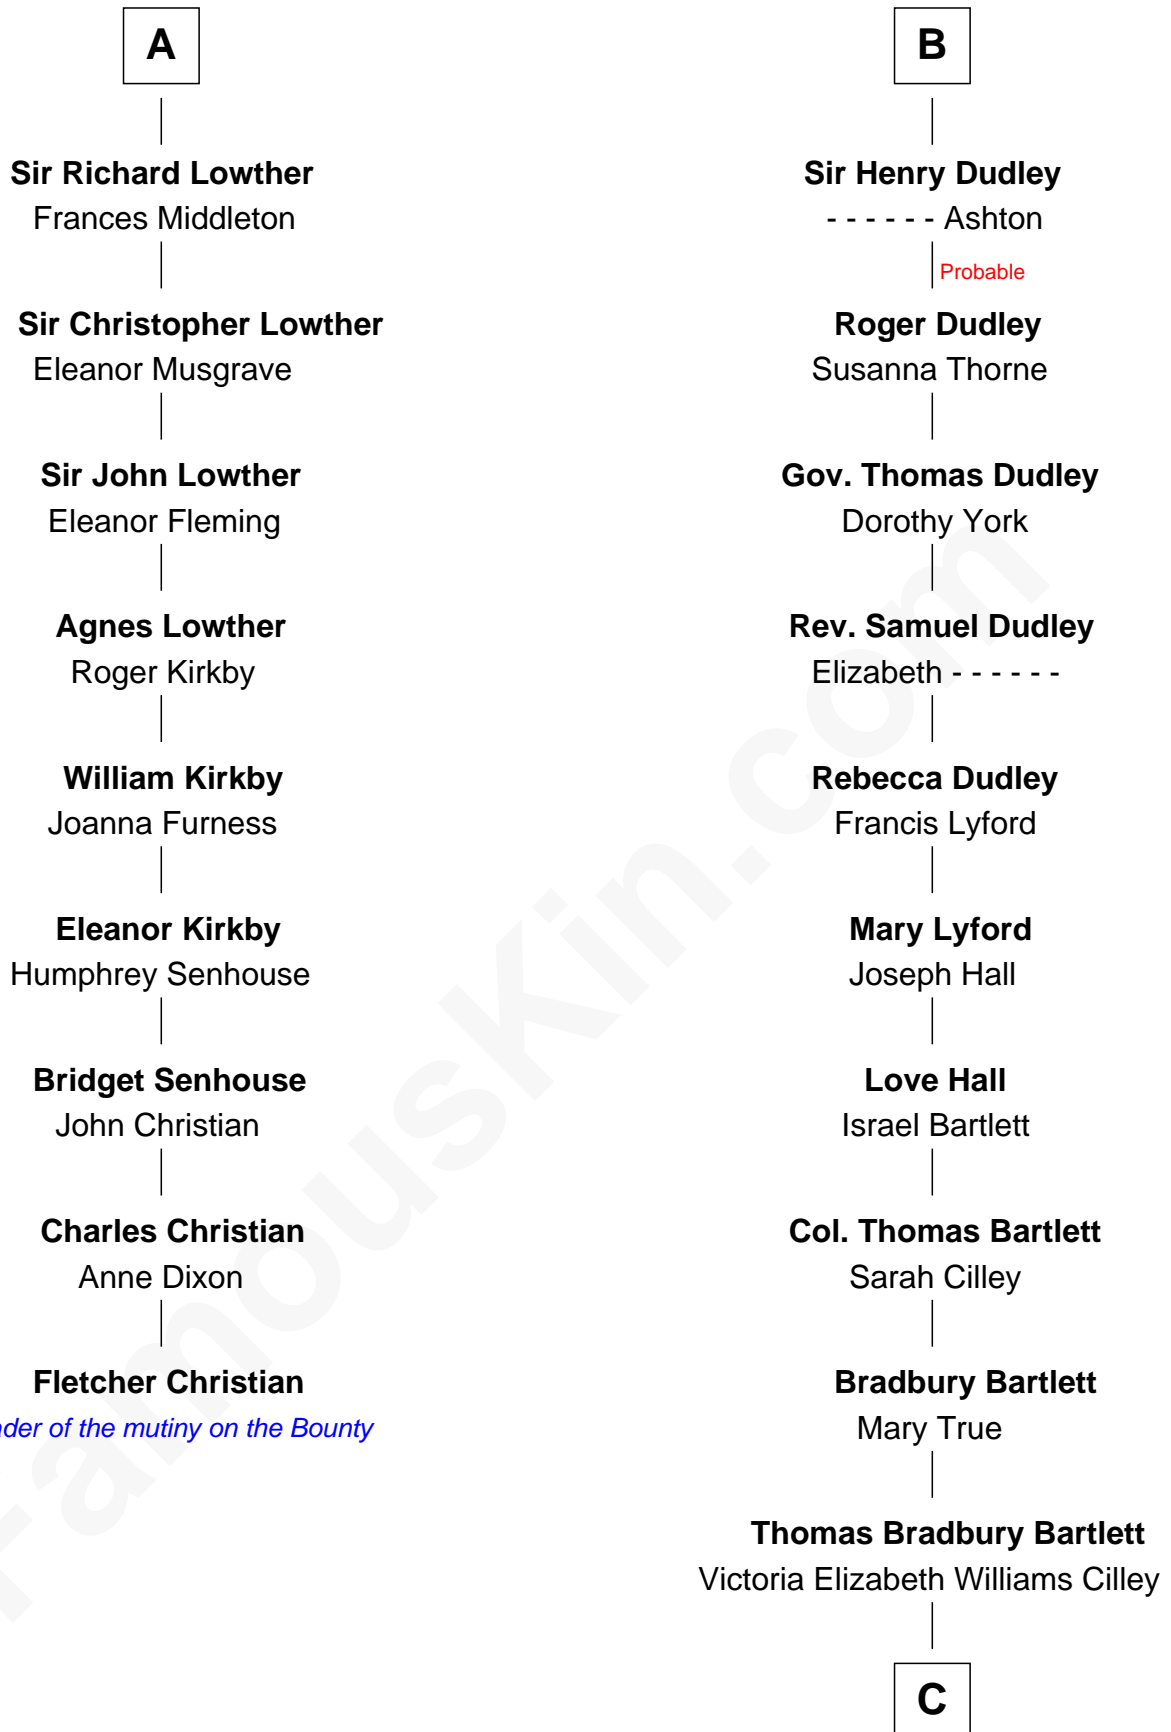 A
Sir Richard Lowther
Frances Middleton
Sir Christopher Lowther
Eleanor Musgrave
Sir John Lowther
Eleanor Fleming
Agnes Lowther
Roger Kirkby
William Kirkby
Joanna Furness
Eleanor Kirkby
Humphrey Senhouse
Bridget Senhouse
John Christian
Charles Christian
Anne Dixon
Fletcher Christian
of the mutiny on the Bounty
B
Sir Henry Dudley
- - - - - - Ashton
Probable
Roger Dudley
Susanna Thorne
Gov. Thomas Dudley
Dorothy York
Rev. Samuel Dudley
Elizabeth - - - - - -
Rebecca Dudley
Francis Lyford
Mary Lyford
Joseph Hall
Love Hall
Israel Bartlett
Col. Thomas Bartlett
Sarah Cilley
Bradbury Bartlett
Mary True
Thomas Bradbury Bartlett
Victoria Elizabeth Williams Cilley
C
FamousKin.com